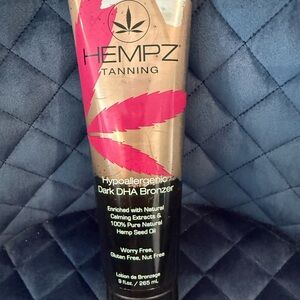 HEMPZ
TANNING
Hypoallergenic
Dark DHA Bronzer
Enriched with Natural
Calming Extracts &
100% Pure Natural
Hemp Seed Oil
Worry Free,
Gluten Free, Nut Free
Lotion de Bronzage
9 fl.oz. / 265 mL